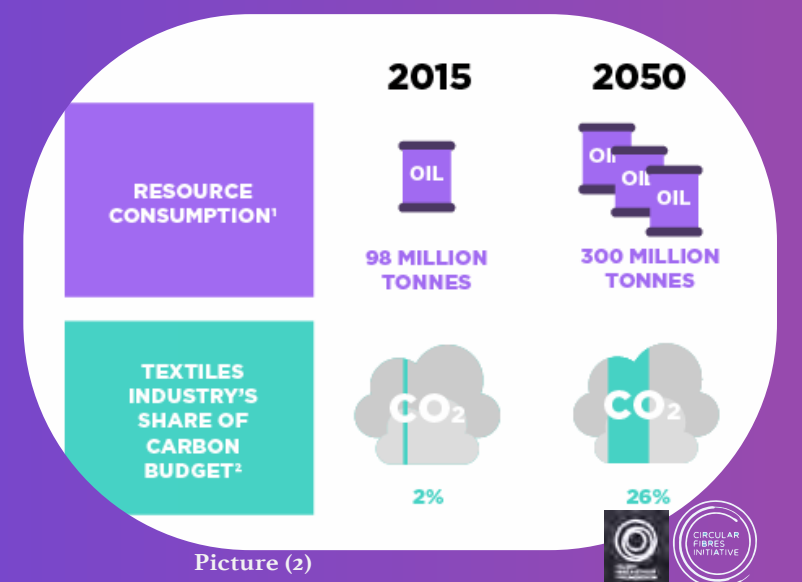 2015
2050
RESOURCE
CONSUMPTION¹
OIL
OIL
OIL
OIL
98 MILLION
TONNES
300 MILLION
TONNES
TEXTILES
INDUSTRY'S
SHARE OF
CARBON
BUDGET²
CO₂
CO₂
2%
26%
CIRCULAR
FIBRES
INITIATIVE
Picture (2)